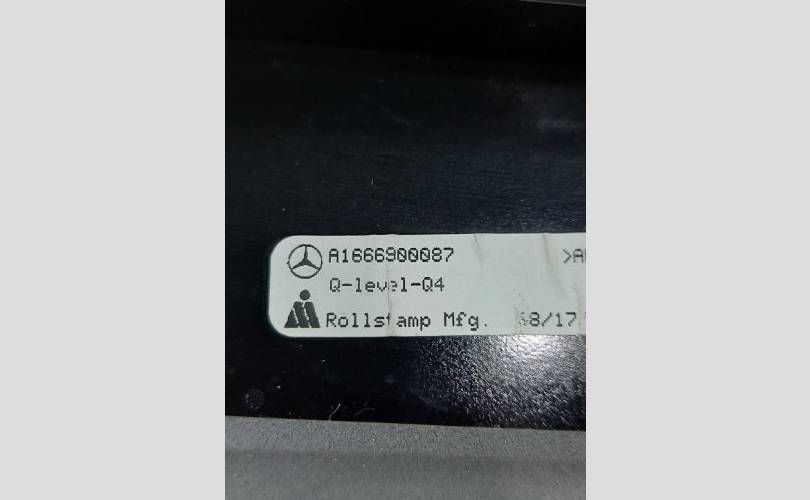 A1666900087
Q-level-Q4
Rollstamp Mfg.